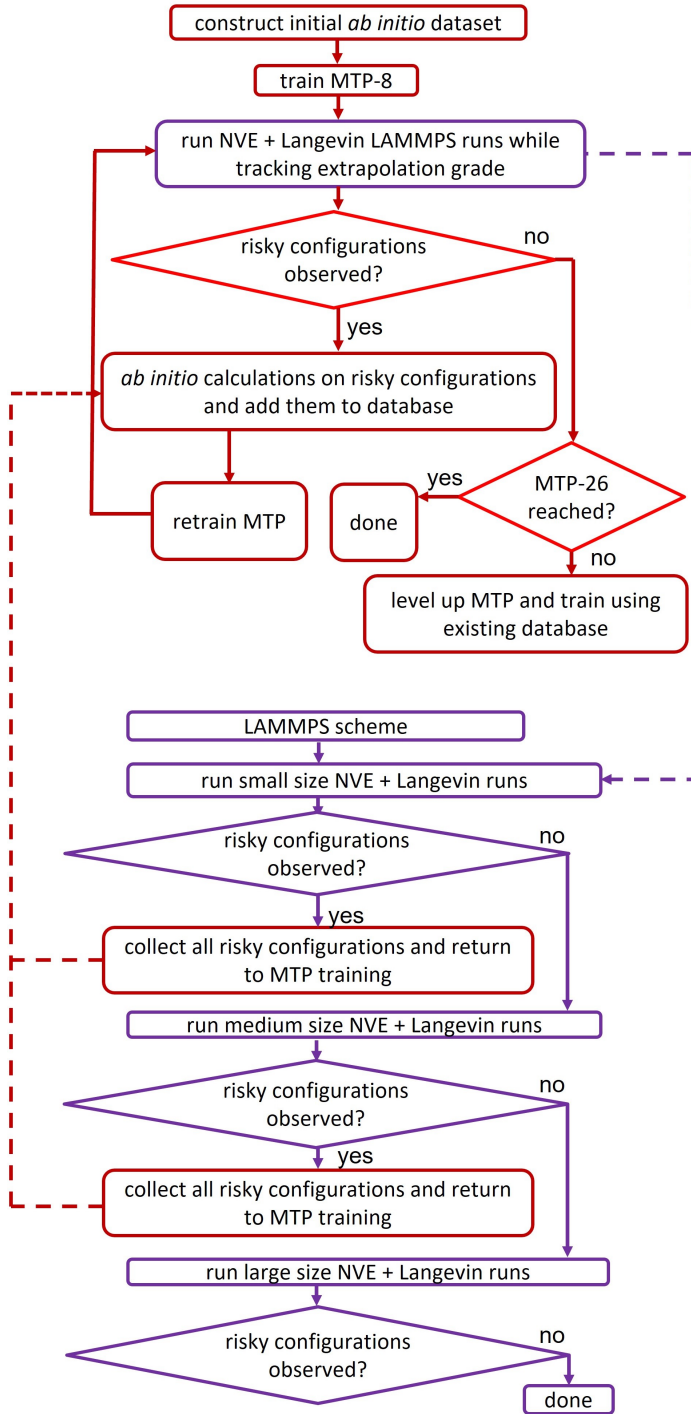 construct initial ab initio dataset
train MTP-8
run NVE + Langevin LAMMPS runs while
tracking extrapolation grade
risky configurations
observed?
no
yes
ab initio calculations on risky configurations
and add them to database
retrain MTP
done
yes
MTP-26
reached?
no
level up MTP and train using
existing database
LAMMPS scheme
run small size NVE + Langevin runs
risky configurations
observed?
no
yes
collect all risky configurations and return
to MTP training
run medium size NVE + Langevin runs
risky configurations
observed?
no
yes
collect all risky configurations and return
to MTP training
run large size NVE + Langevin runs
risky configurations
observed?
no
done